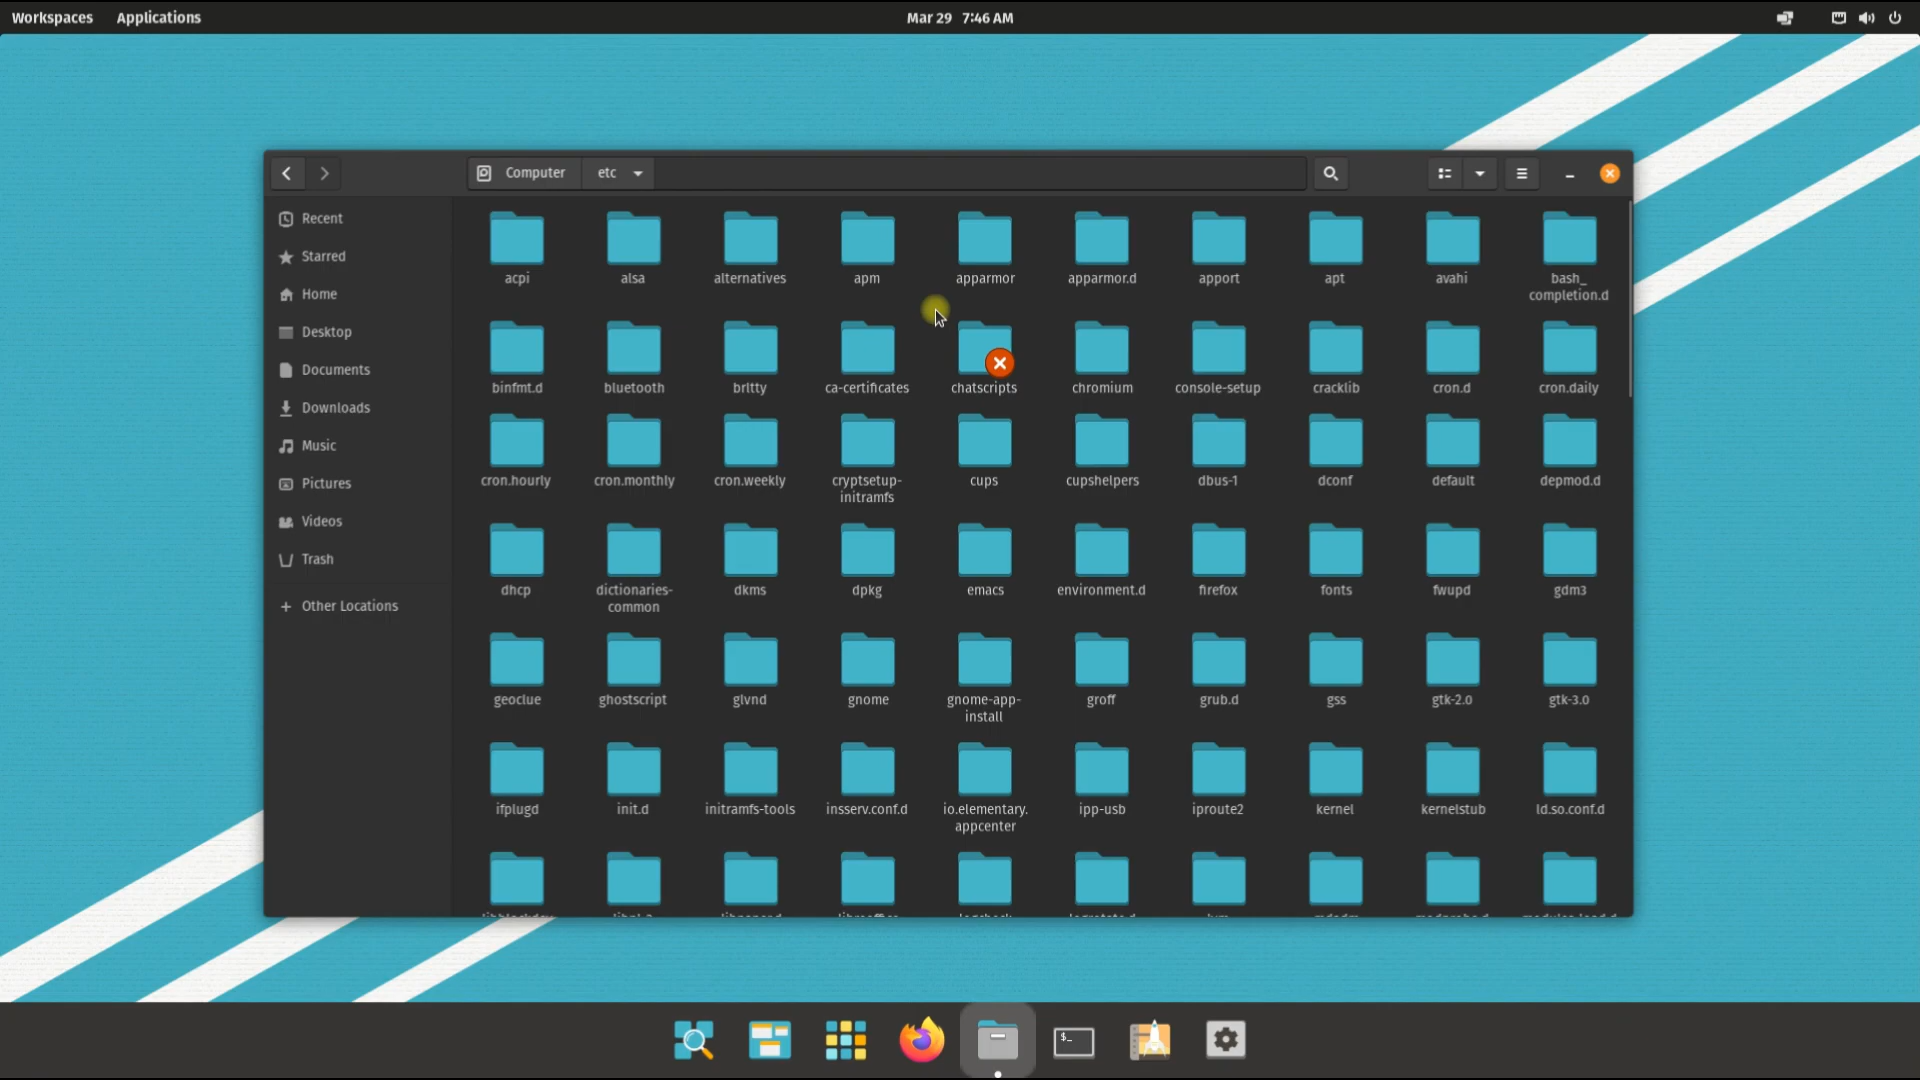 Workspaces Applications Mar 29 7:46 AM
Computer etc
Recent
Starred
Home
Desktop
Documents
Downloads
Music
Pictures
Videos
Trash
Other Locations
acpi alsa alternatives apm apparmor apparmor.d apport apt avahi bash_
completion.d
binfmt.d bluetooth brltty ca-certificates chatscripts chromium console-setup cracklib cron.d cron.daily
cron.hourly cron.monthly cron.weekly cryptsetup- cups cupshelpers dbus-1 dconf default depmod.d
initramfs
dhcp dictionaries- dkms dpkg emacs environment.d firefox fonts fwupd gdm3
common
geoclue ghostscript glvnd gnome gnome-app- groff grub.d gss gtk-2.0 gtk-3.0
install
ifplugd init.d initramfs-tools insserv.conf.d io.elementary. ipp-usb iproute2 kernel kernelstub ld.so.conf.d
appcenter